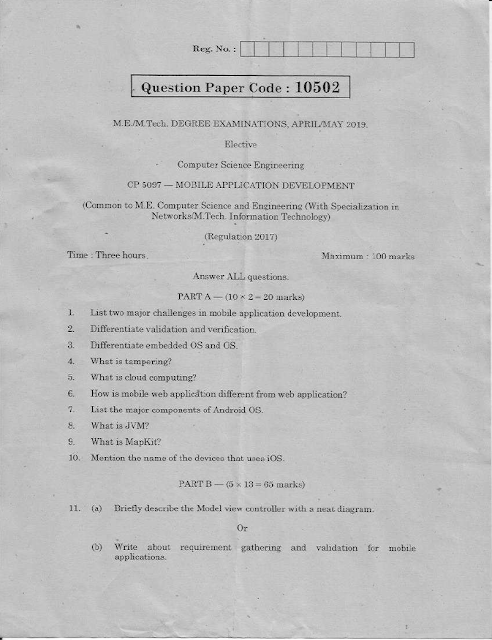 Reg. No. :
Question Paper Code : 10502
M.E./M.Tech. DEGREE EXAMINATIONS, APRIL/MAY 2019.
Elective
Computer Science Engineering
CP 5097 — MOBILE APPLICATION DEVELOPMENT
(Common to M.E. Computer Science and Engineering (With Specialization in
Networks/M.Tech. Information Technology)
(Regulation 2017)
Time : Three hours Maximum : 100 marks
Answer ALL questions.
PART A — (10 × 2 = 20 marks)
1. List two major challenges in mobile application development.
2. Differentiate validation and verification.
3. Differentiate embedded OS and OS.
4. What is tampering?
5. What is cloud computing?
6. How is mobile web application different from web application?
7. List the major components of Android OS.
8. What is JVM?
9. What is MapKit?
10. Mention the name of the devices that uses iOS.
PART B — (5 × 13 = 65 marks)
11. (a) Briefly describe the Model view controller with a neat diagram.
Or
(b) Write about requirement gathering and validation for mobile
applications.